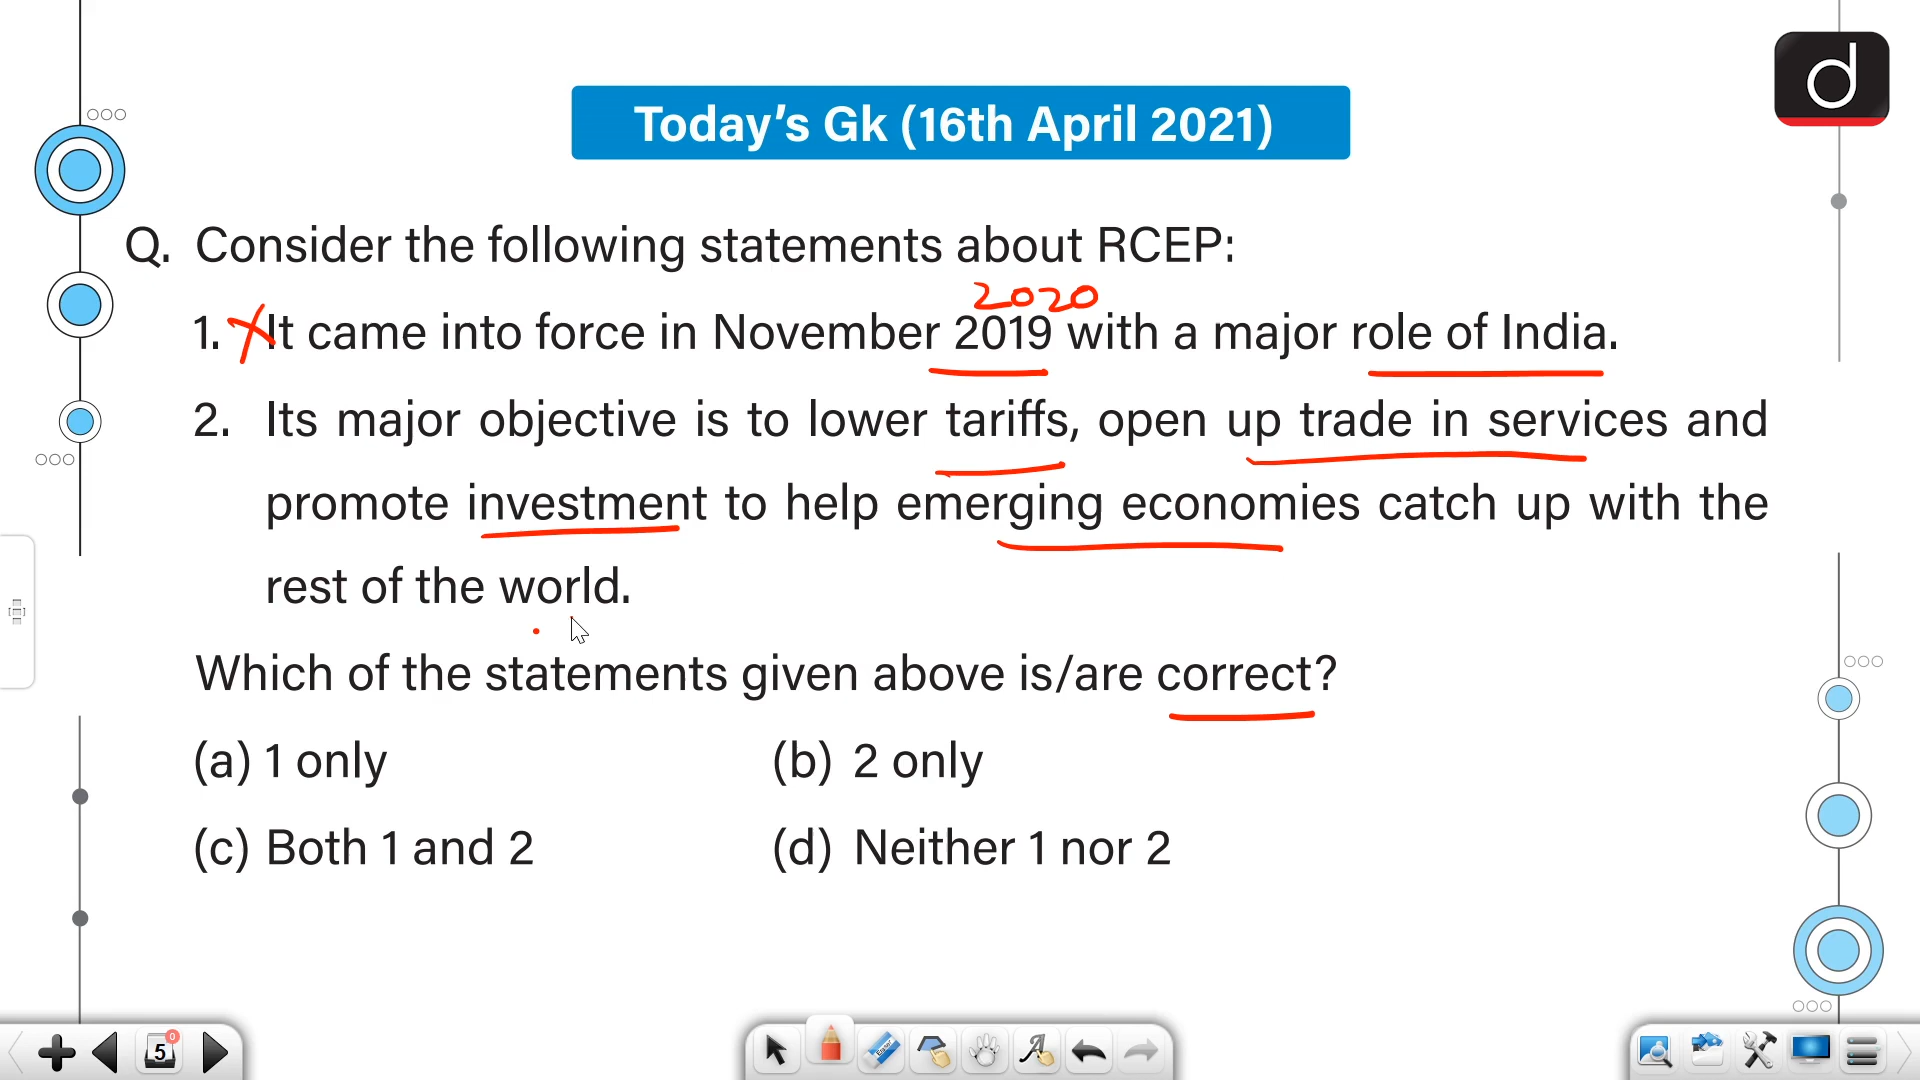 Today's Gk (16th April 2021)
Q. Consider the following statements about RCEP:
2020
1. It came into force in November 2019 with a major role of India.
2. Its major objective is to lower tariffs, open up trade in services and
promote investment to help emerging economies catch up with the
rest of the world.
Which of the statements given above is/are correct?
(a) 1 only (b) 2 only
(c) Both 1 and 2 (d) Neither 1 nor 2
d
5
0